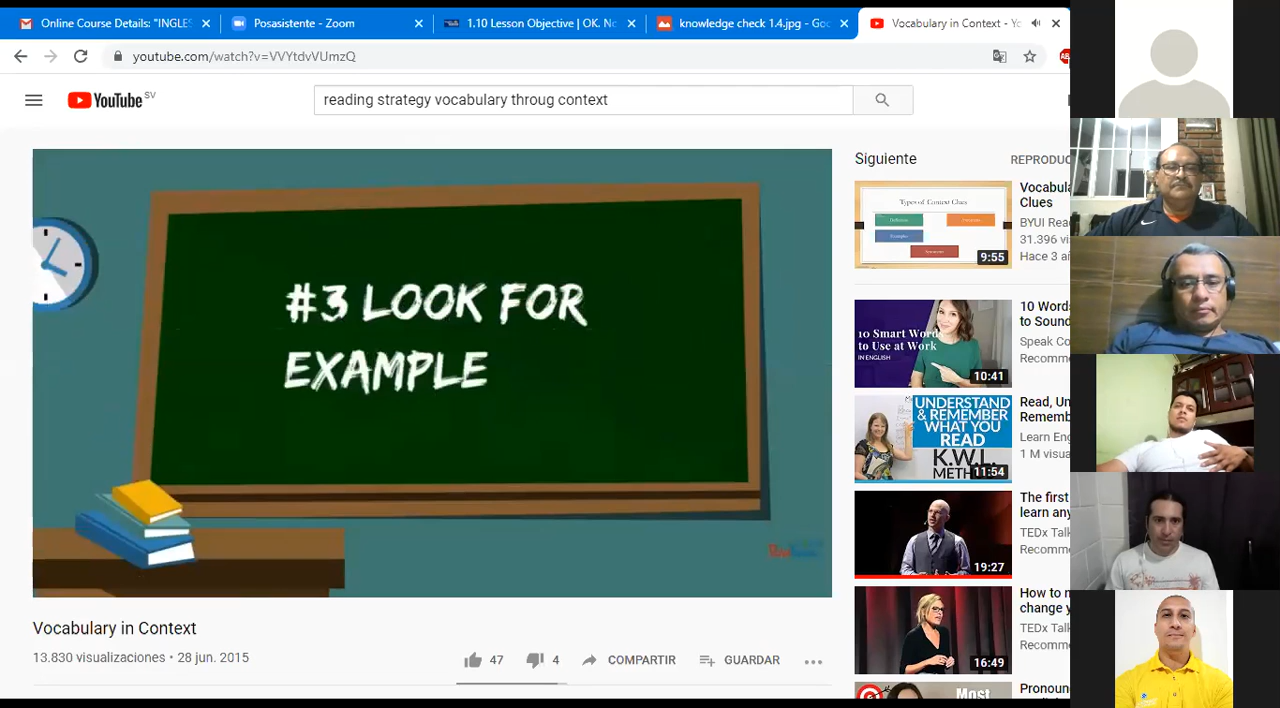 Online Course Details: "INGLES
Posasistente - Zoom
1.10 Lesson Objective | OK. No
knowledge check 1.4.jpg - Goo
Vocabulary in Context - Yo
youtube.com/watch?v=VVYtdvVUmzQ
YouTube SV
reading strategy vocabulary throug context
#3 LOOK FOR
EXAMPLE
Vocabulary in Context
13.830 visualizaciones • 28 jun. 2015
47
4
COMPARTIR
GUARDAR
Siguiente
REPRODUC
Types of Context Clues
9:55
Vocabula
Clues
BYUI Rea
31.396 vi
Hace 3 a
10 Smart Words
to Use at Work
IN ENGLISH
10:41
10 Words
to Sound
Speak Co
Recomme
UNDERSTAND
& REMEMBER
WHAT YOU
READ
K.W.L.
METH
11:54
Read, Un
Rememb
Learn Eng
1 M visua
19:27
The first
learn any
TEDx Talk
Recomme
16:49
How to
change y
TEDx Talk
Recomme
Most
Pronoun